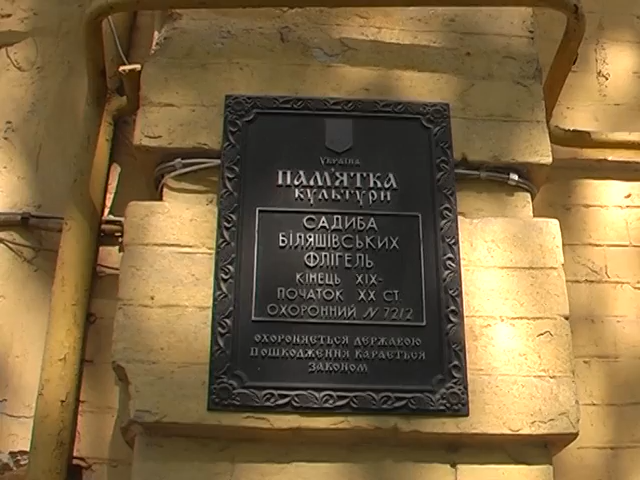 УКРАЇНА
ПАМ'ЯТКА
КУЛЬТУРИ
САДИБА
БІЛЯШІВСЬКИХ
ФЛІГЕЛЬ
КІНЕЦЬ XIX-
ПОЧАТОК XX СТ.
ОХОРОННИЙ № 72/2
ОХОРОНЯЄТЬСЯ ДЕРЖАВОЮ
ПОШКОДЖЕННЯ КАРАЄТЬСЯ
ЗАКОНОМ